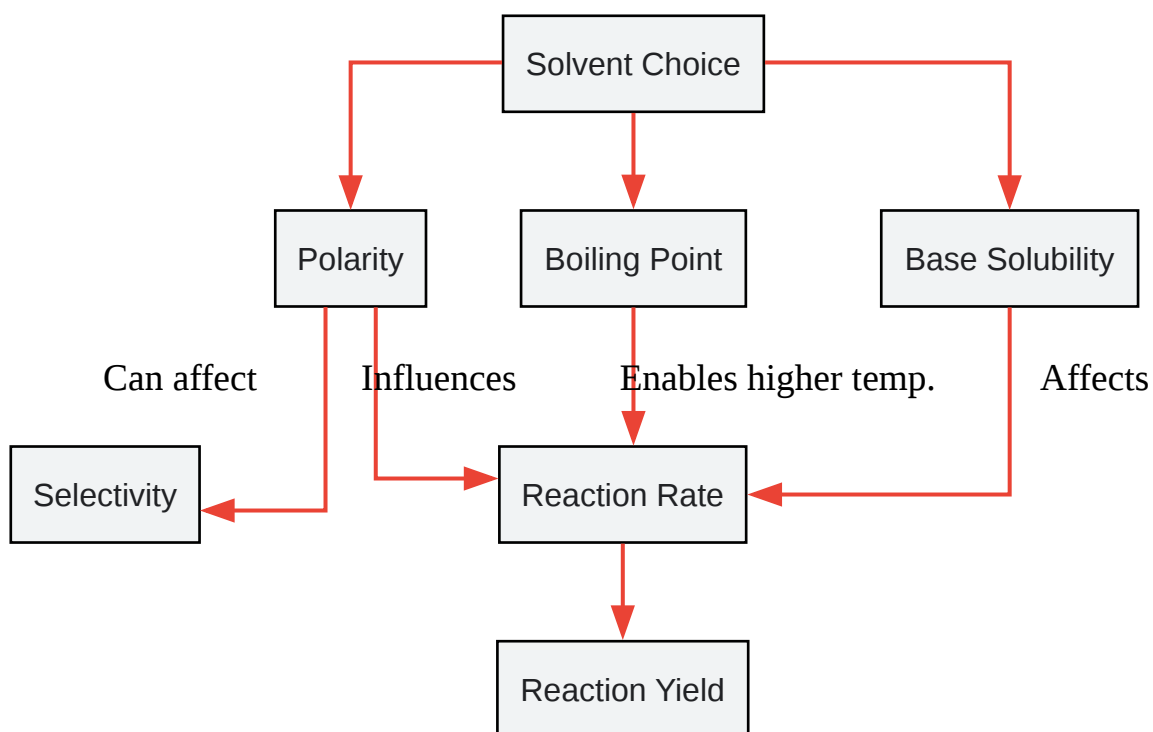 Solvent Choice
Polarity
Boiling Point
Base Solubility
Can affect
Influences
Enables higher temp.
Affects
Selectivity
Reaction Rate
Reaction Yield